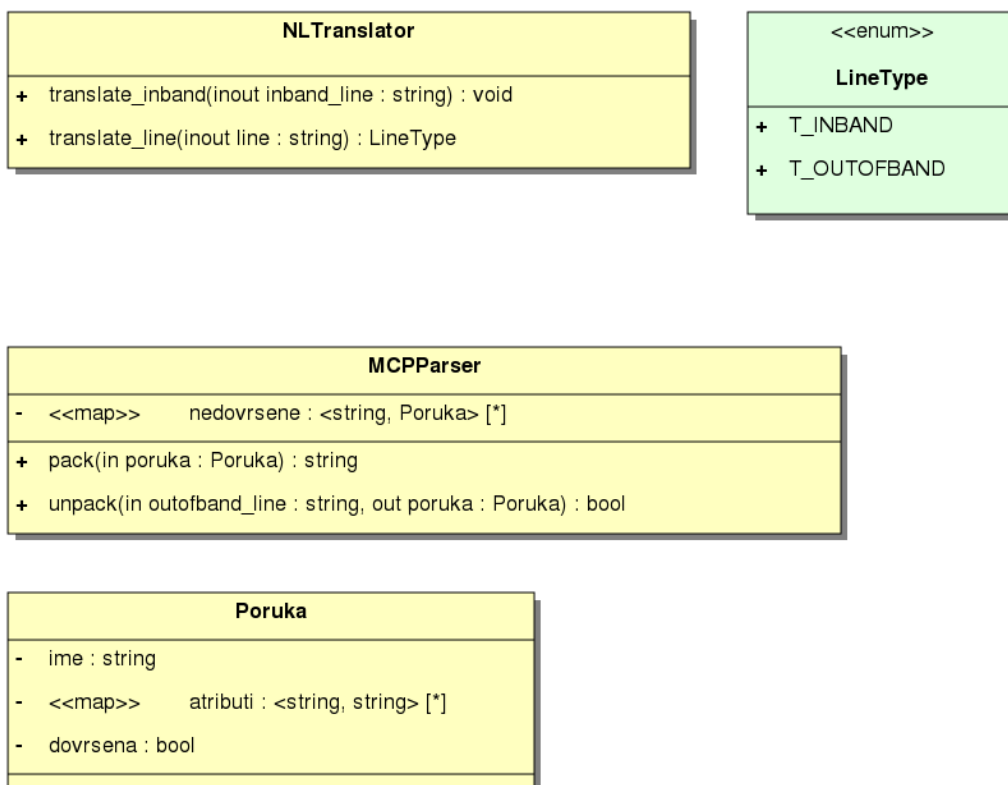 NLTranslator
+ translate_inband(inout inband_line : string) : void
+ translate_line(inout line : string) : LineType
<<enum>>
LineType
+ T_INBAND
+ T_OUTOFBAND
MCPParser
- <<map>> nedovrsene : <string, Poruka> [*]
+ pack(in poruka : Poruka) : string
+ unpack(in outofband_line : string, out poruka : Poruka) : bool
Poruka
- ime : string
- <<map>> atributi : <string, string> [*]
- dovrsena : bool